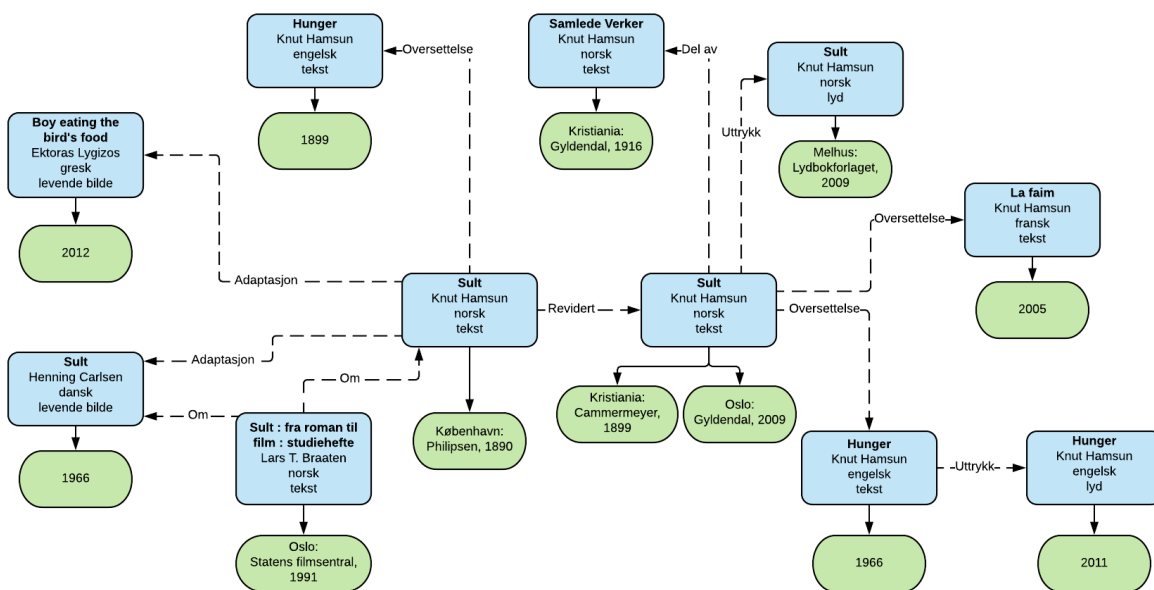 Hunger
Knut Hamsun
engelsk
tekst
Oversettelse
1899
Samlede Verker
Knut Hamsun
norsk
tekst
Del av
Kristiania:
Gyldendal, 1916
Sult
Knut Hamsun
norsk
lyd
Uttrykk
Melhus:
Lydbokforlaget,
2009
Boy eating the
bird's food
Ektoras Lygizos
gresk
levende bilde
2012
Adaptasjon
La faim
Knut Hamsun
fransk
tekst
Oversettelse
2005
Sult
Knut Hamsun
norsk
tekst
Revidert
Sult
Knut Hamsun
norsk
tekst
Oversettelse
Adaptasjon
Sult
Henning Carlsen
dansk
levende bilde
Om
Om
1966
Sult : fra roman til
film : studiehefte
Lars T. Braaten
norsk
tekst
Oslo:
Statens filmsentral,
1991
København:
Philipsen, 1890
Kristiania:
Cammermeyer,
1899
Oslo:
Gyldendal, 2009
Hunger
Knut Hamsun
engelsk
tekst
Uttrykk
1966
Hunger
Knut Hamsun
engelsk
lyd
2011